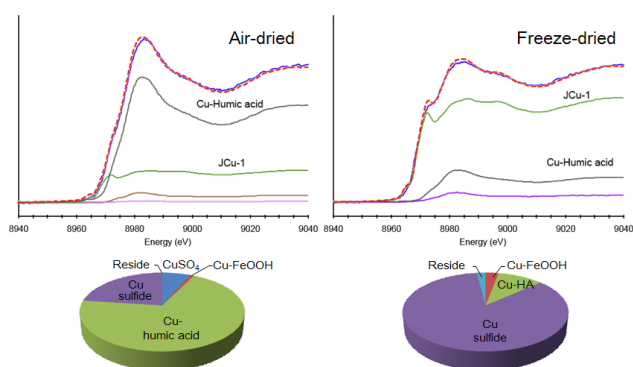 Air-dried
Cu-Humic acid
JCu-1
8940 8960 8980 9000 9020 9040
Energy (eV)
Freeze-dried
JCu-1
Cu-Humic acid
8940 8960 8980 9000 9020 9040
Energy (eV)
Reside CuSO4
Cu-FeOOH
Cu
sulfide
Cu-
humic acid
Reside
Cu-FeOOH
Cu-HA
Cu
sulfide